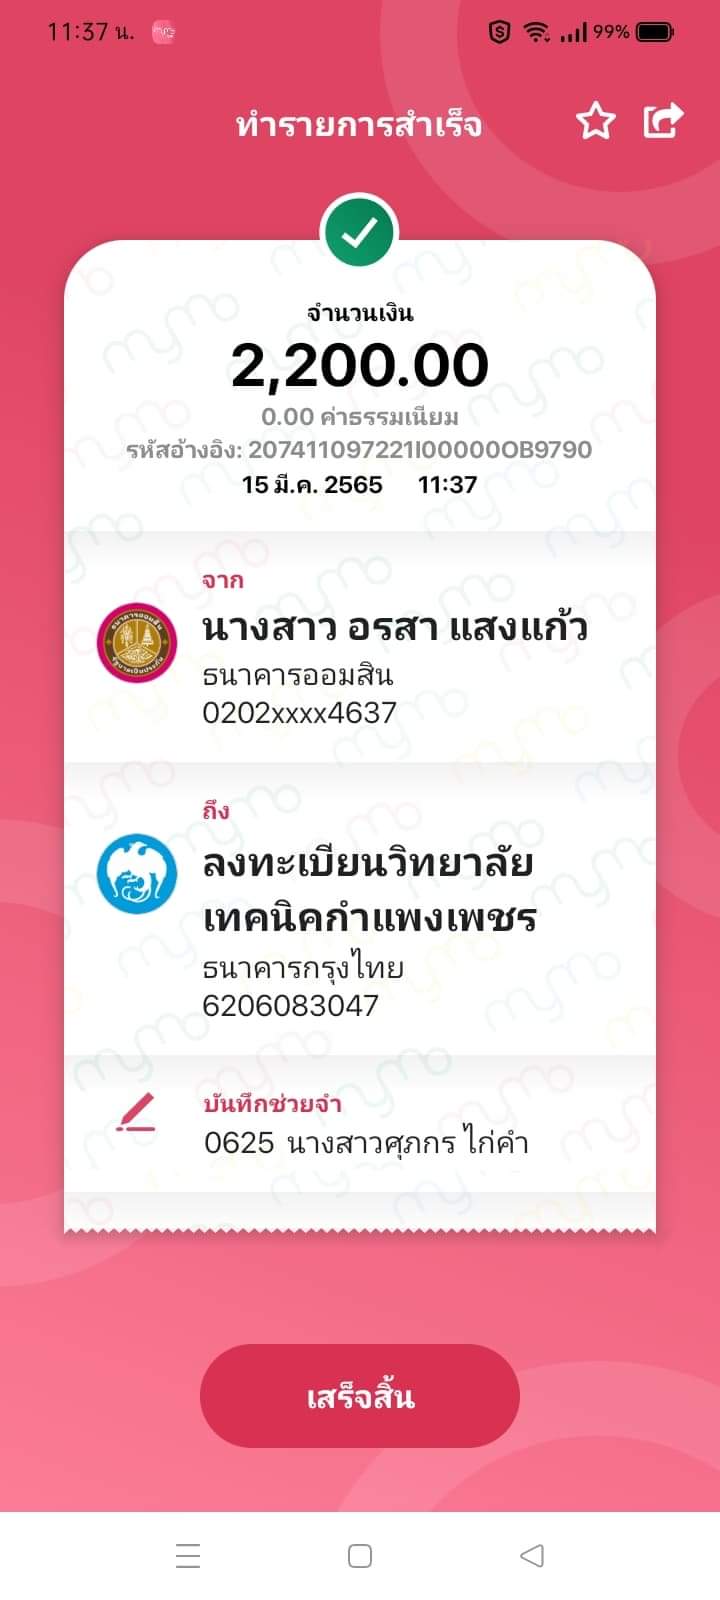 11:37 น.
99%
ทำรายการสำเร็จ
จำนวนเงิน
2,200.00
0.00 ค่าธรรมเนียม
รหัสอ้างอิง: 207411097221I00000OB9790
15 มี.ค. 2565 11:37
จาก
นางสาว อรสา แสงแก้ว
ธนาคารออมสิน
0202xxxx4637
ถึง
ลงทะเบียนวิทยาลัย
เทคนิคกำแพงเพชร
ธนาคารกรุงไทย
6206083047
บันทึกช่วยจำ
0625 นางสาวศุภกร ไก่คำ
เสร็จสิ้น